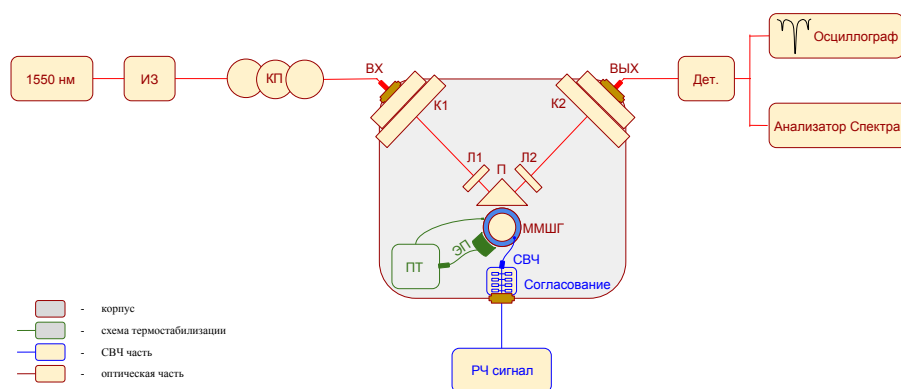 Осциллограф
ВХ
ВЫХ
1550 нм
ИЗ
КП
К1
К2
Дет.
Анализатор Спектра
Л1
П
Л2
ММШГ
ЭП
ПТ
СВЧ
Согласование
- корпус
- схема термостабилизации
- СВЧ часть
- оптическая часть
РЧ сигнал